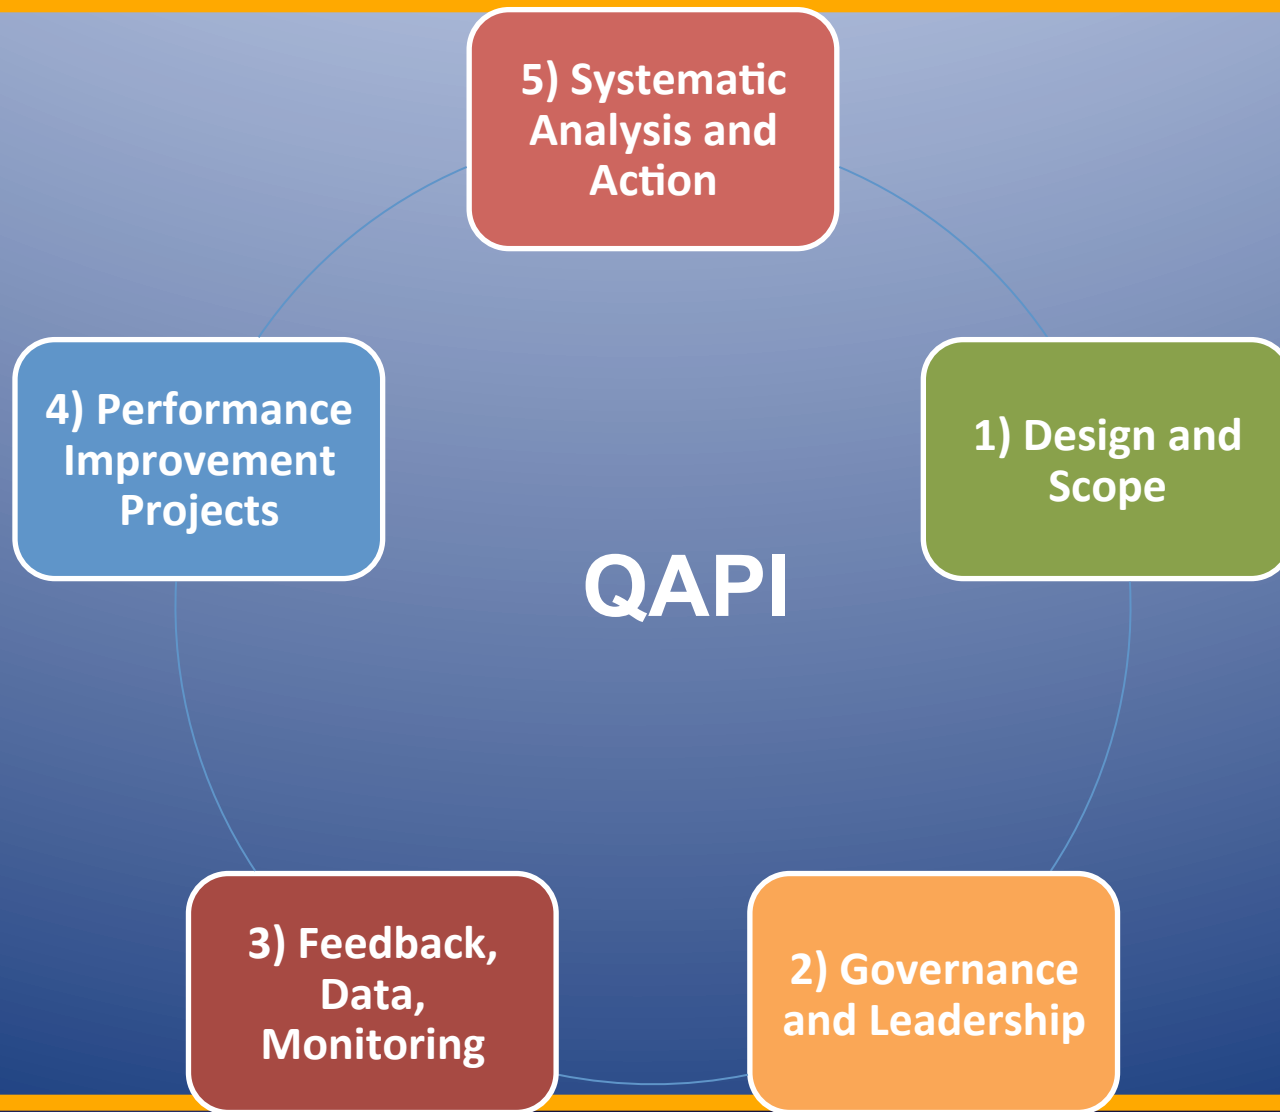 5) Systematic
Analysis and
Action
4) Performance
Improvement
Projects
1) Design and
Scope
QAPI
3) Feedback,
Data,
Monitoring
2) Governance
and Leadership